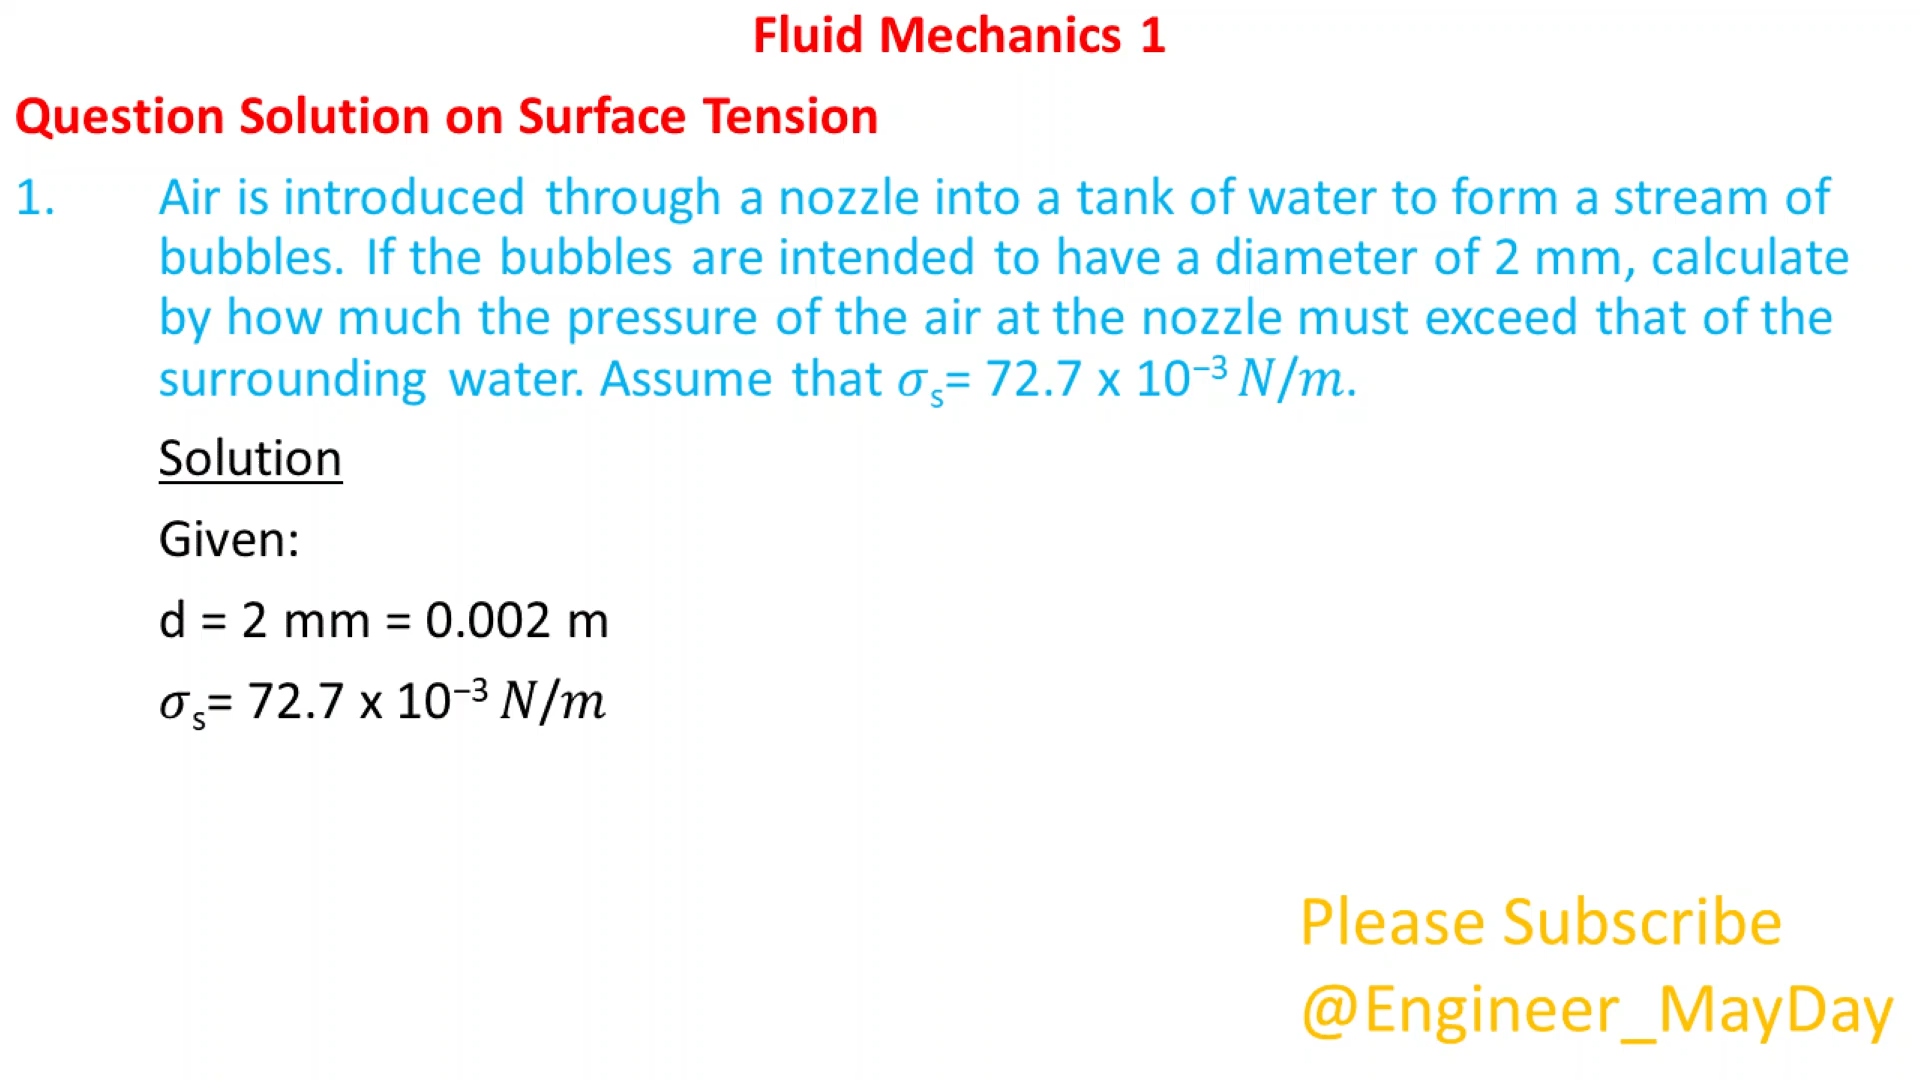 Fluid Mechanics 1
Question Solution on Surface Tension
1. Air is introduced through a nozzle into a tank of water to form a stream of
bubbles. If the bubbles are intended to have a diameter of 2 mm, calculate
by how much the pressure of the air at the nozzle must exceed that of the
surrounding water. Assume that σₛ= 72.7 x 10⁻³ N/m.
Solution
Given:
d = 2 mm = 0.002 m
σₛ= 72.7 x 10⁻³ N/m
Please Subscribe
@Engineer_MayDay